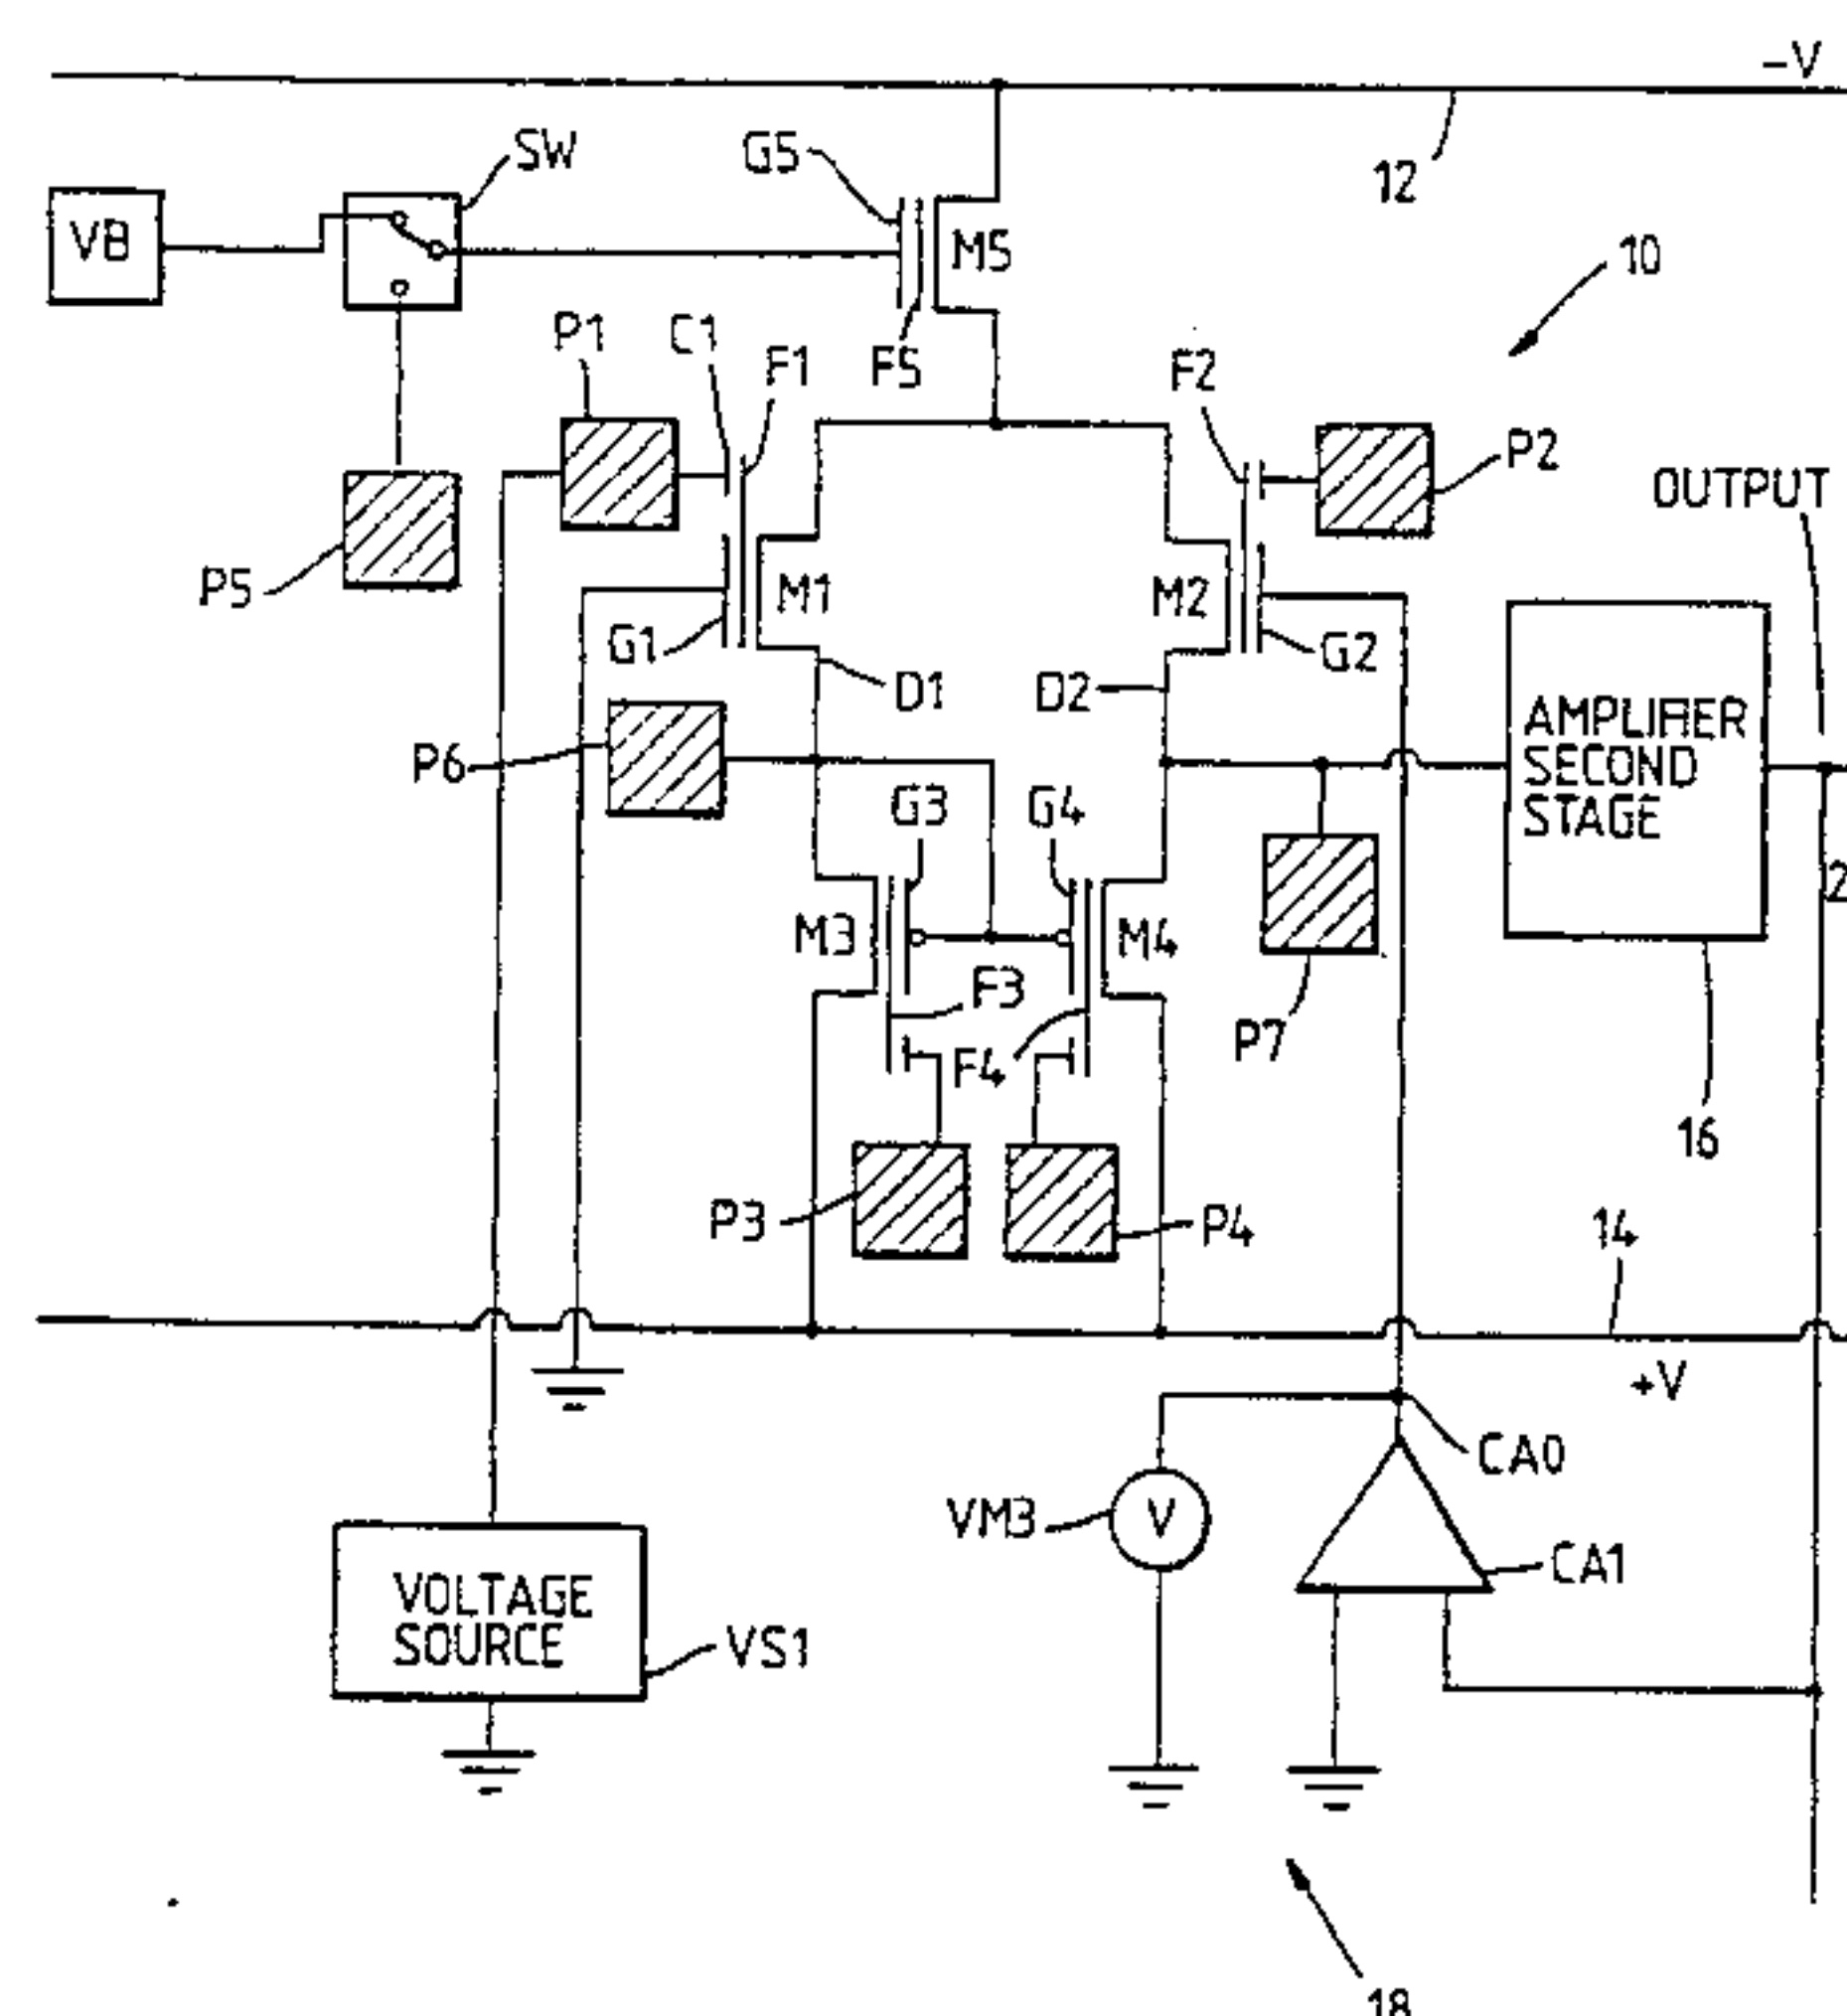 -V
SW
G5
12
VB
M5
10
P1
C1
F1
F5
F2
P2
OUTPUT
P5
M1
M2
G1
G2
D1
D2
AMPLIFIER
SECOND
STAGE
P6
G3
G4
2
M3
M4
F3
P7
F4
16
P3
P4
14
+V
CA0
VM3
V
CA1
VOLTAGE
SOURCE
VS1
18